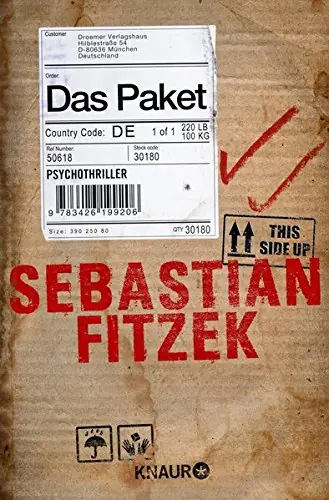 Customer
Droemer Verlagshaus
Hilblestraße 54
D-80636 München
Deutschland
Order:
Das Paket
Country Code: DE
1 of 1
220 LB
100 KG
Ref Number:
50618
Stock code:
30180
PSYCHOTHRILLER
9 783426 199206
Size: 390 250 80
QTY 30180
THIS
SIDE UP
SEBASTIAN
FITZEK
KNAUR